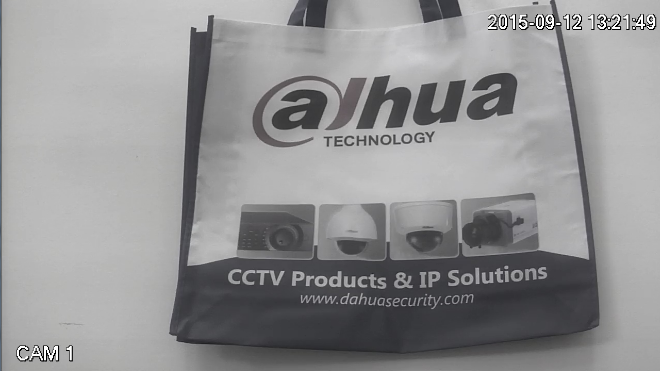 2015-09-12 13:21:49
alhua
TECHNOLOGY
CCTV Products & IP Solutions
www.dahuasecurity.com
CAM 1